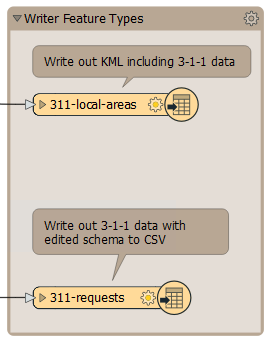 Writer Feature Types
Write out KML including 3-1-1 data
311-local-areas
Write out 3-1-1 data with
edited schema to CSV
311-requests